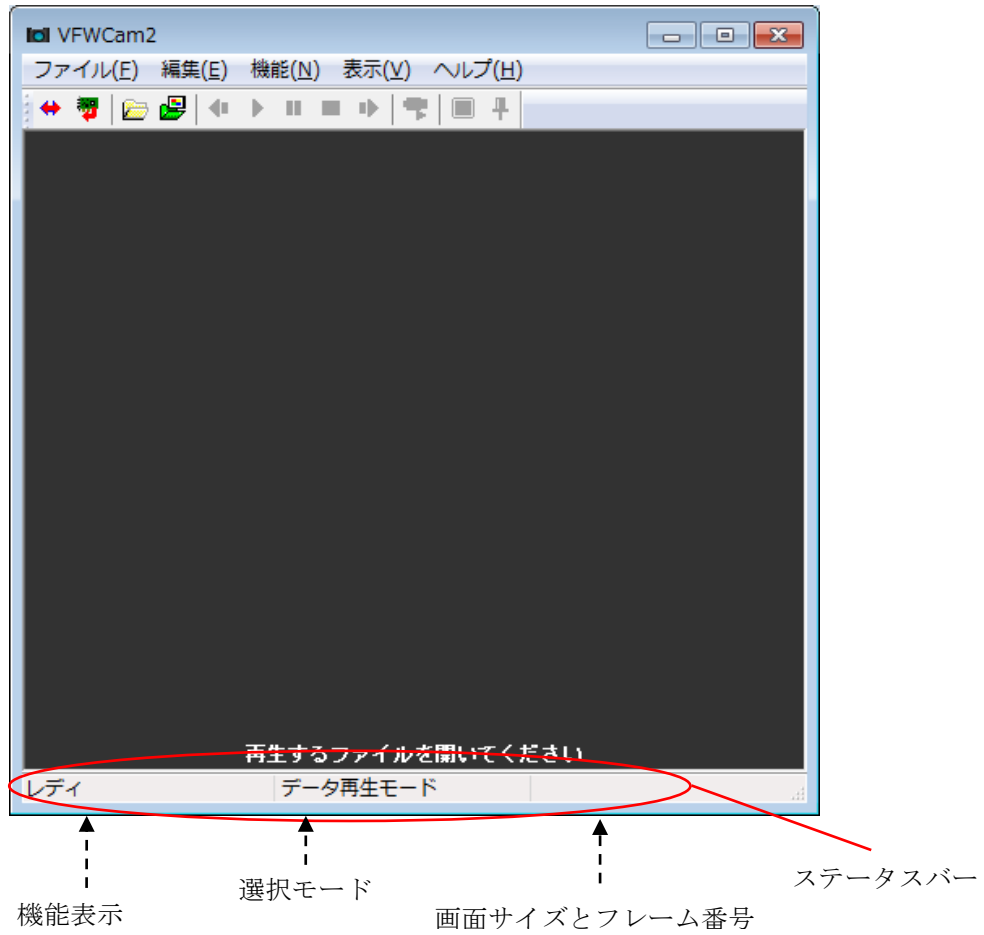 VFWCam2
ファイル(F) 編集(E) 機能(N) 表示(V) ヘルプ(H)
再生するファイルを開いてください
レディ データ再生モード
機能表示
選択モード
画面サイズとフレーム番号
ステータスバー